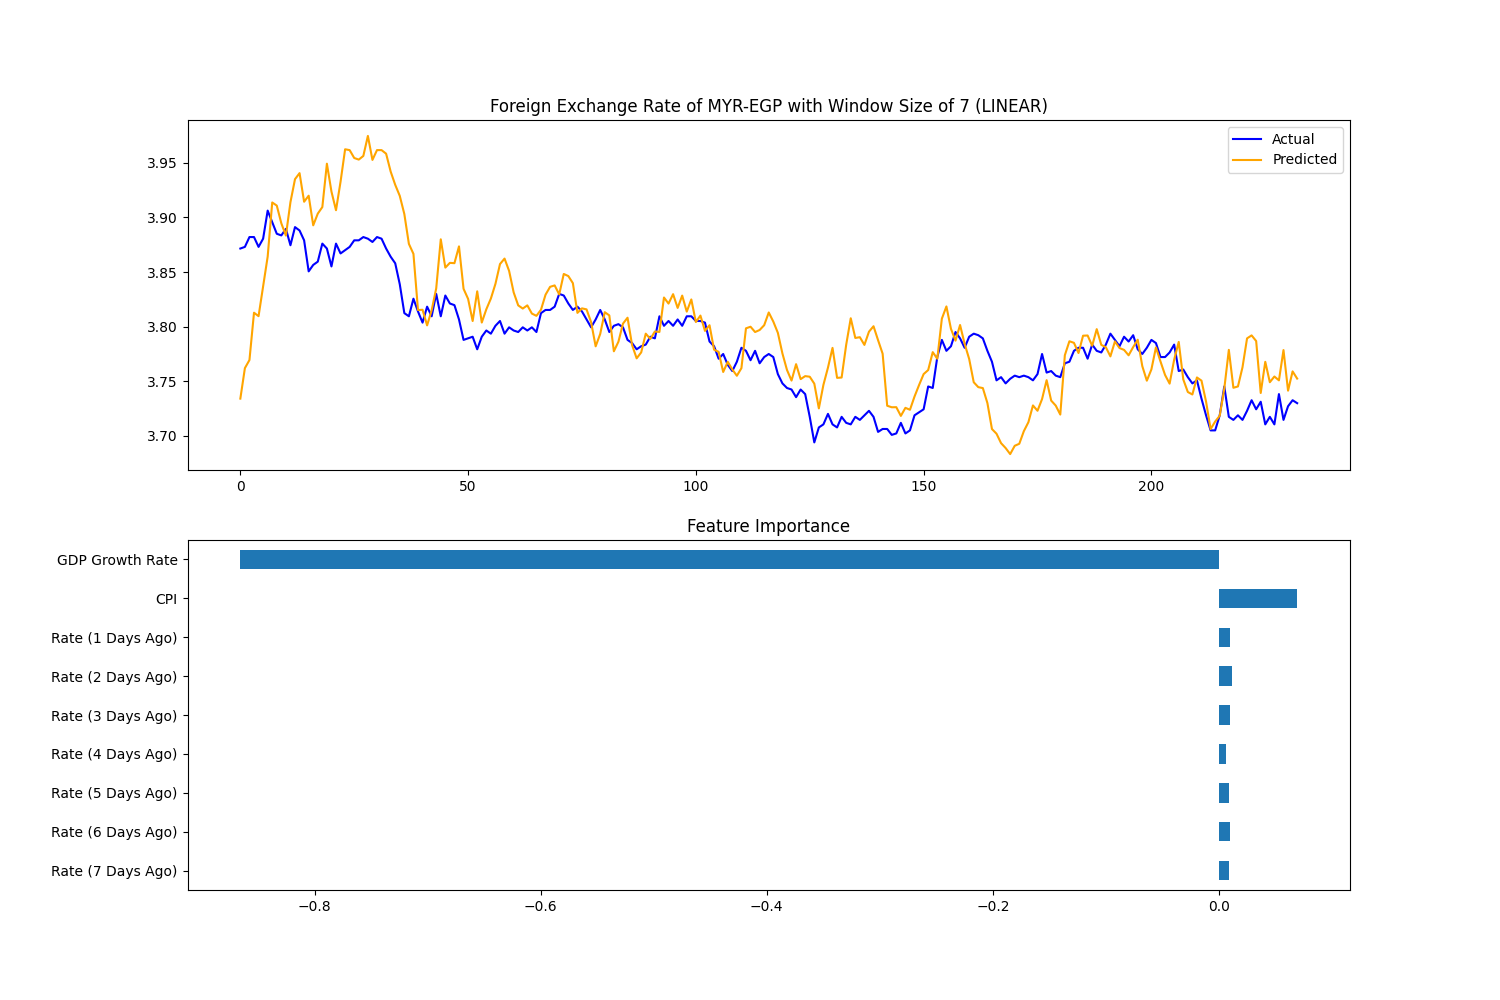 Foreign Exchange Rate of MYR-EGP with Window Size of 7 (LINEAR)
Actual
Predicted
3.95
3.90
3.85
3.80
3.75
3.70
0 50 100 150 200
Feature Importance
GDP Growth Rate
CPI
Rate (1 Days Ago)
Rate (2 Days Ago)
Rate (3 Days Ago)
Rate (4 Days Ago)
Rate (5 Days Ago)
Rate (6 Days Ago)
Rate (7 Days Ago)
−0.8 −0.6 −0.4 −0.2 0.0